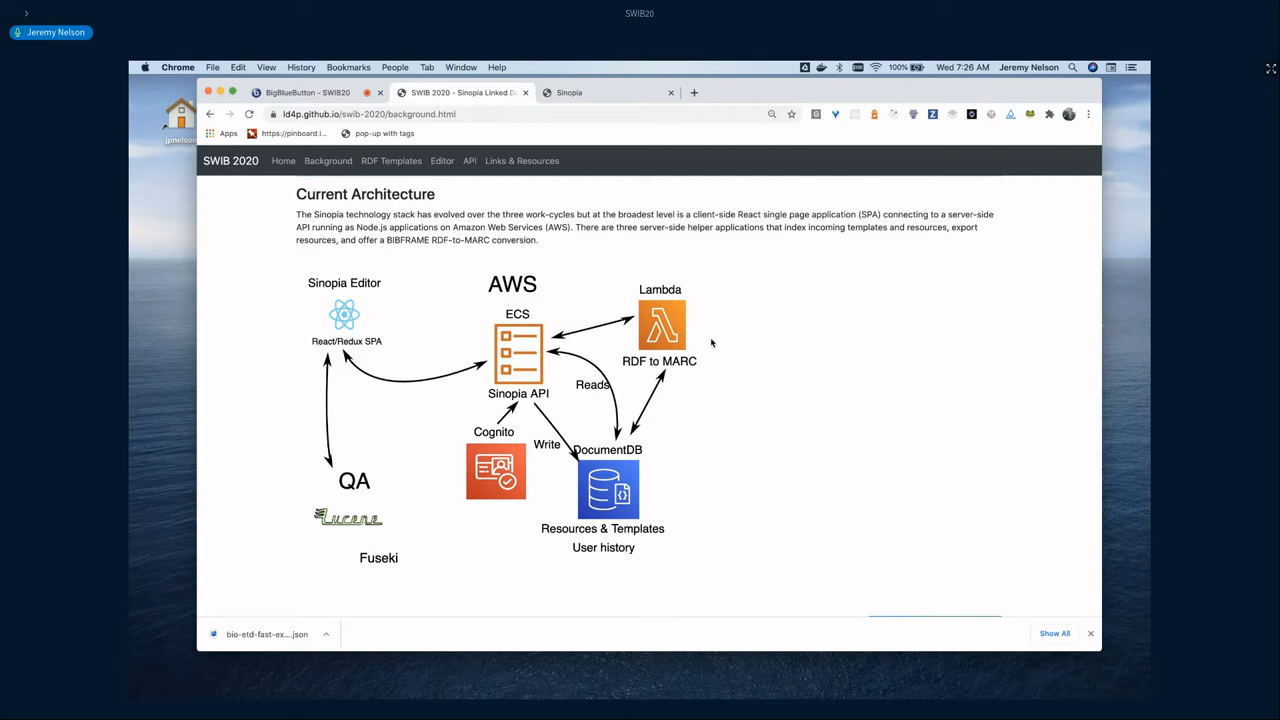 SWIB20
Jeremy Nelson
Chrome File Edit View History Bookmarks People Tab Window Help 100% Wed 7:26 AM Jeremy Nelson
BigBlueButton - SWIB20 SWIB 2020 - Sinopia Linked Da Sinopia
ld4p.github.io/swib-2020/background.html
Apps https://pinboard.i... pop-up with tags
SWIB 2020 Home Background RDF Templates Editor API Links & Resources
jpnelson
Current Architecture
The Sinopia technology stack has evolved over the three work-cycles but at the broadest level is a client-side React single page application (SPA) connecting to a server-side
API running as Node.js applications on Amazon Web Services (AWS). There are three server-side helper applications that index incoming templates and resources, export
resources, and offer a BIBFRAME RDF-to-MARC conversion.
Sinopia Editor
React/Redux SPA
AWS
ECS
Sinopia API
Lambda
RDF to MARC
Reads
Cognito
Write
DocumentDB
Resources & Templates
User history
QA
Lucene
Fuseki
bio-etd-fast-ex....json
Show All